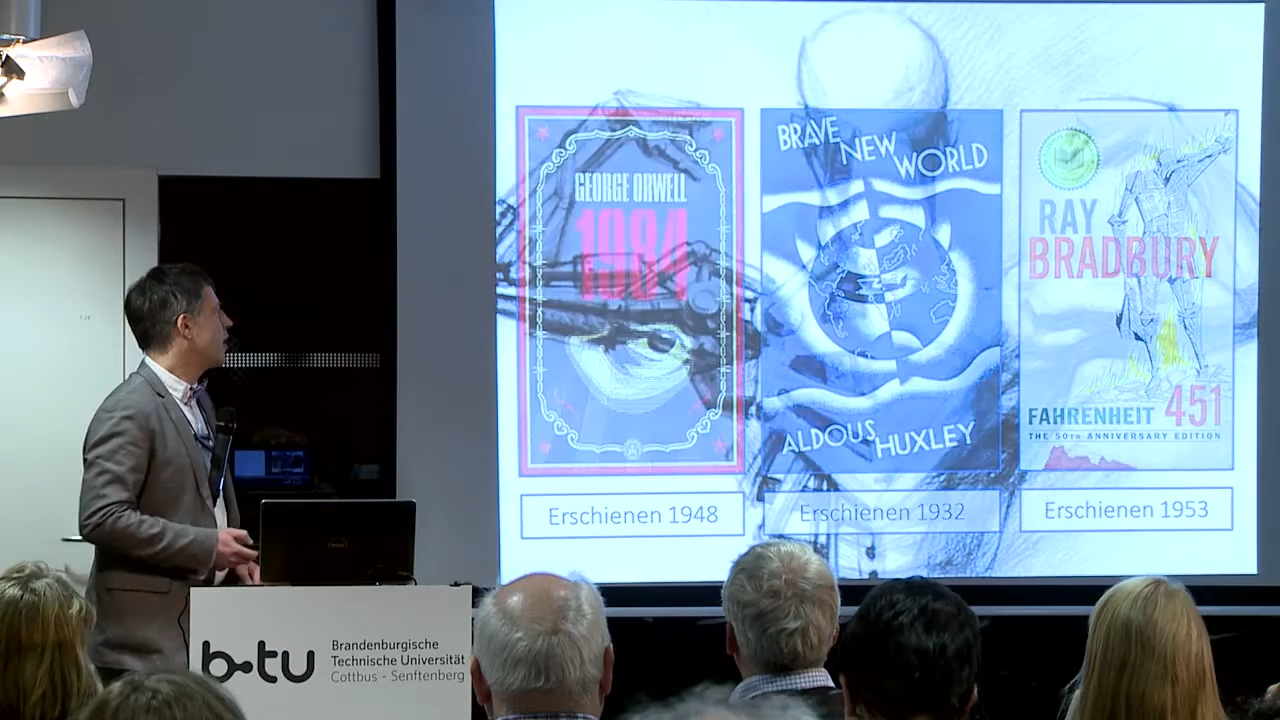 GEORGE ORWELL
1984
BRAVE NEW WORLD
ALDOUS HUXLEY
RAY
BRADBURY
FAHRENHEIT 451
THE 50TH ANNIVERSARY EDITION
Erschienen 1948
Erschienen 1932
Erschienen 1953
btu
Brandenburgische
Technische Universität
Cottbus - Senftenberg